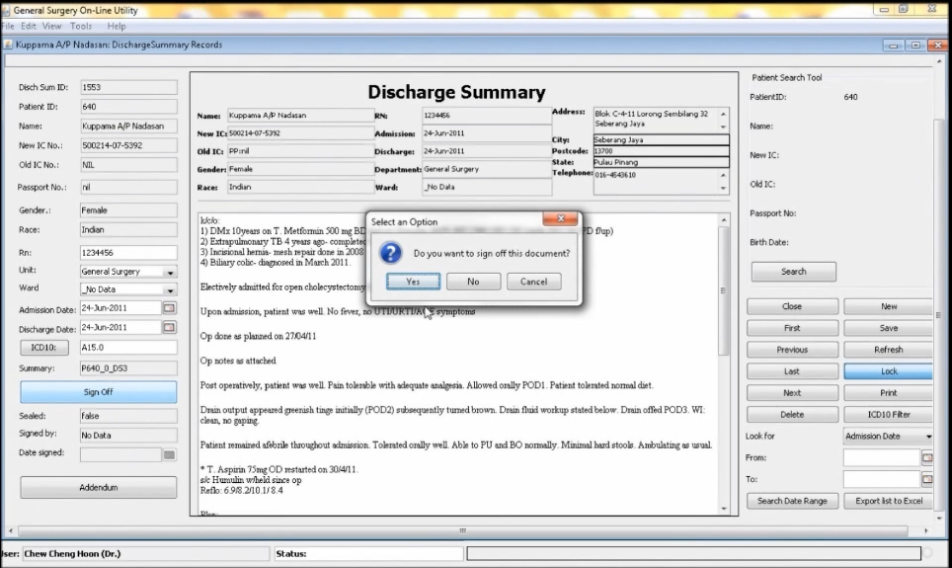 General Surgery On-Line Utility
File Edit View Tools Help
Kuppama A/P Nadasan: DischargeSummary Records
Disch Sum ID: 1553
Patient ID: 640
Name: Kuppama A/P Nadasan
New IC No.: 500214-07-5392
Old IC No.: NIL
Passport No.: nil
Gender.: Female
Race: Indian
Rn: 1234456
Unit: General Surgery
Ward _No Data
Admission Date: 24-Jun-2011
Discharge Date: 24-Jun-2011
ICD10: A15.0
Summary: P640_0_DS3
Sign Off
Sealed: false
Signed by: No Data
Date signed:
Addendum
Discharge Summary
Name: Kuppama A/P Nadasan RN: 1234456 Address: Blok C-4-11 Lorong Sembilang 32
Seberang Jaya
New IC: 500214-07-5392 Admission: 24-Jun-2011 City: Seberang Jaya
Old IC: PP:nil Discharge: 24-Jun-2011 Postcode: 13700
State: Pulau Pinang
Gender: Female Department: General Surgery Telephone: 016-4543610
Race: Indian Ward: _No Data
k/c/o:
1) DMx 10years on T. Metformin 500 mg BD PD f/up)
2) Extrapulmonary TB 4 years ago- complete
3) Incisional hernia- mesh repair done in 2008
4) Biliary colic- diagnosed in March 2011.
Electively admitted for open cholecystectomy
Upon admission, patient was well. No fever, no UTI/URTI/AGE symptoms
Op done as planned on 27/04/11
Op notes as attached.
Post operatively, patient was well. Pain tolerable with adequate analgesia. Allowed orally POD1. Patient tolerated normal diet.
Drain output appeared greenish tinge initially (POD2) subsequently turned brown. Drain fluid workup stated below. Drain offed POD3. WI:
clean, no gaping.
Patient remained afebrile throughout admission. Tolerated orally well. Able to PU and BO normally. Minimal hard stools. Ambulating as usual.
* T. Aspirin 75mg OD restarted on 30/4/11.
s/c Humulin w/held since op
Reflo: 6.9/8.2/10.1/ 8.4
Select an Option
Do you want to sign off this document?
Yes No Cancel
Patient Search Tool
PatientID: 640
Name:
New IC:
Old IC:
Passport No:
Birth Date:
Search
Close New
First Save
Previous Refresh
Last Lock
Next Print
Delete ICD10 Filter
Look for Admission Date
From:
To:
Search Date Range Export list to Excel
User: Chew Cheng Hoon (Dr.) Status: